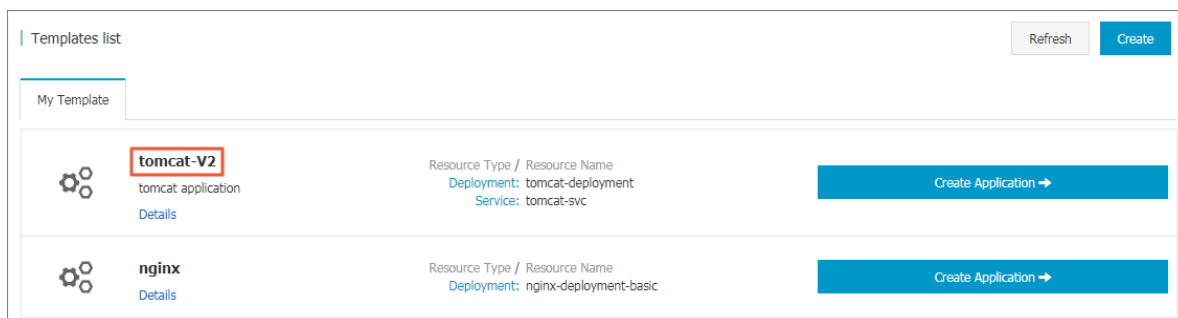 Templates list
Refresh
Create
My Template
tomcat-V2
tomcat application
Details
Resource Type / Resource Name
Deployment: tomcat-deployment
Service: tomcat-svc
Create Application →
nginx
Details
Resource Type / Resource Name
Deployment: nginx-deployment-basic
Create Application →